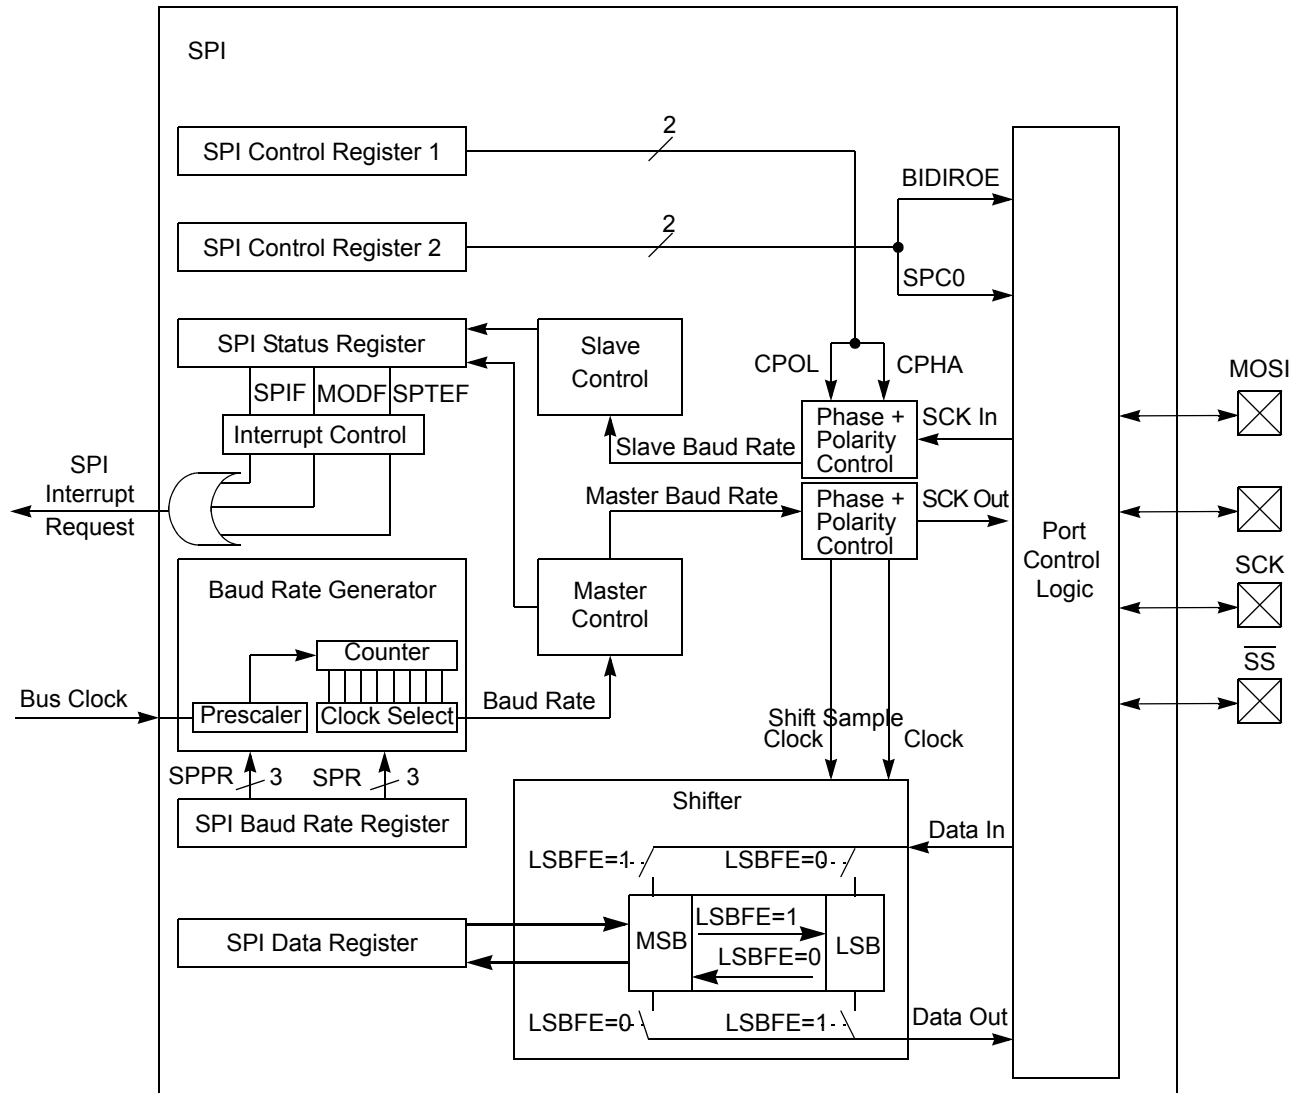 SPI
SPI Control Register 1
2
BIDIROE
SPI Control Register 2
2
SPC0
SPI Status Register
Slave
Control
CPOL
CPHA
MOSI
SPIF
MODF
SPTEF
Interrupt Control
Phase +
Polarity
Control
SCK In
Slave Baud Rate
SPI
Interrupt
Request
Master Baud Rate
Phase +
Polarity
Control
SCK Out
Port
Control
Logic
SCK
SS
Baud Rate Generator
Master
Control
Counter
Bus Clock
Prescaler
Clock Select
Baud Rate
Shift
Clock
Sample
Clock
SPPR
3
SPR
3
SPI Baud Rate Register
Shifter
Data In
LSBFE=1
LSBFE=0
SPI Data Register
MSB
LSBFE=1
LSBFE=0
LSB
LSBFE=0
LSBFE=1
Data Out